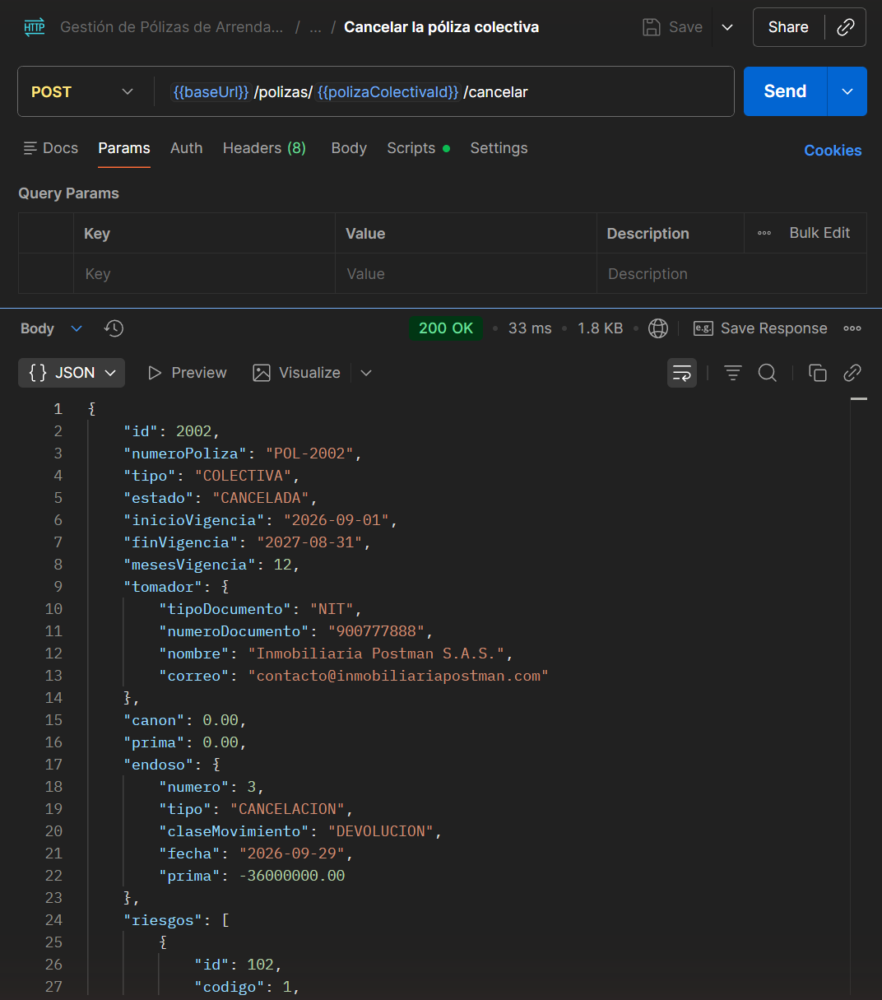 HTTP Gestión de Pólizas de Arrenda... / ... / Cancelar la póliza colectiva Save Share
POST {{baseUrl}} /polizas/ {{polizaColectivaId}} /cancelar Send
Docs Params Auth Headers (8) Body Scripts Settings Cookies
Query Params
Key Value Description Bulk Edit
Key Value Description
Body 200 OK 33 ms 1.8 KB e.g. Save Response
{} JSON Preview Visualize
1 {
2 "id": 2002,
3 "numeroPoliza": "POL-2002",
4 "tipo": "COLECTIVA",
5 "estado": "CANCELADA",
6 "inicioVigencia": "2026-09-01",
7 "finVigencia": "2027-08-31",
8 "mesesVigencia": 12,
9 "tomador": {
10 "tipoDocumento": "NIT",
11 "numeroDocumento": "900777888",
12 "nombre": "Inmobiliaria Postman S.A.S.",
13 "correo": "contacto@inmobiliariapostman.com"
14 },
15 "canon": 0.00,
16 "prima": 0.00,
17 "endoso": {
18 "numero": 3,
19 "tipo": "CANCELACION",
20 "claseMovimiento": "DEVOLUCION",
21 "fecha": "2026-09-29",
22 "prima": -36000000.00
23 },
24 "riesgos": [
25 {
26 "id": 102,
27 "codigo": 1,